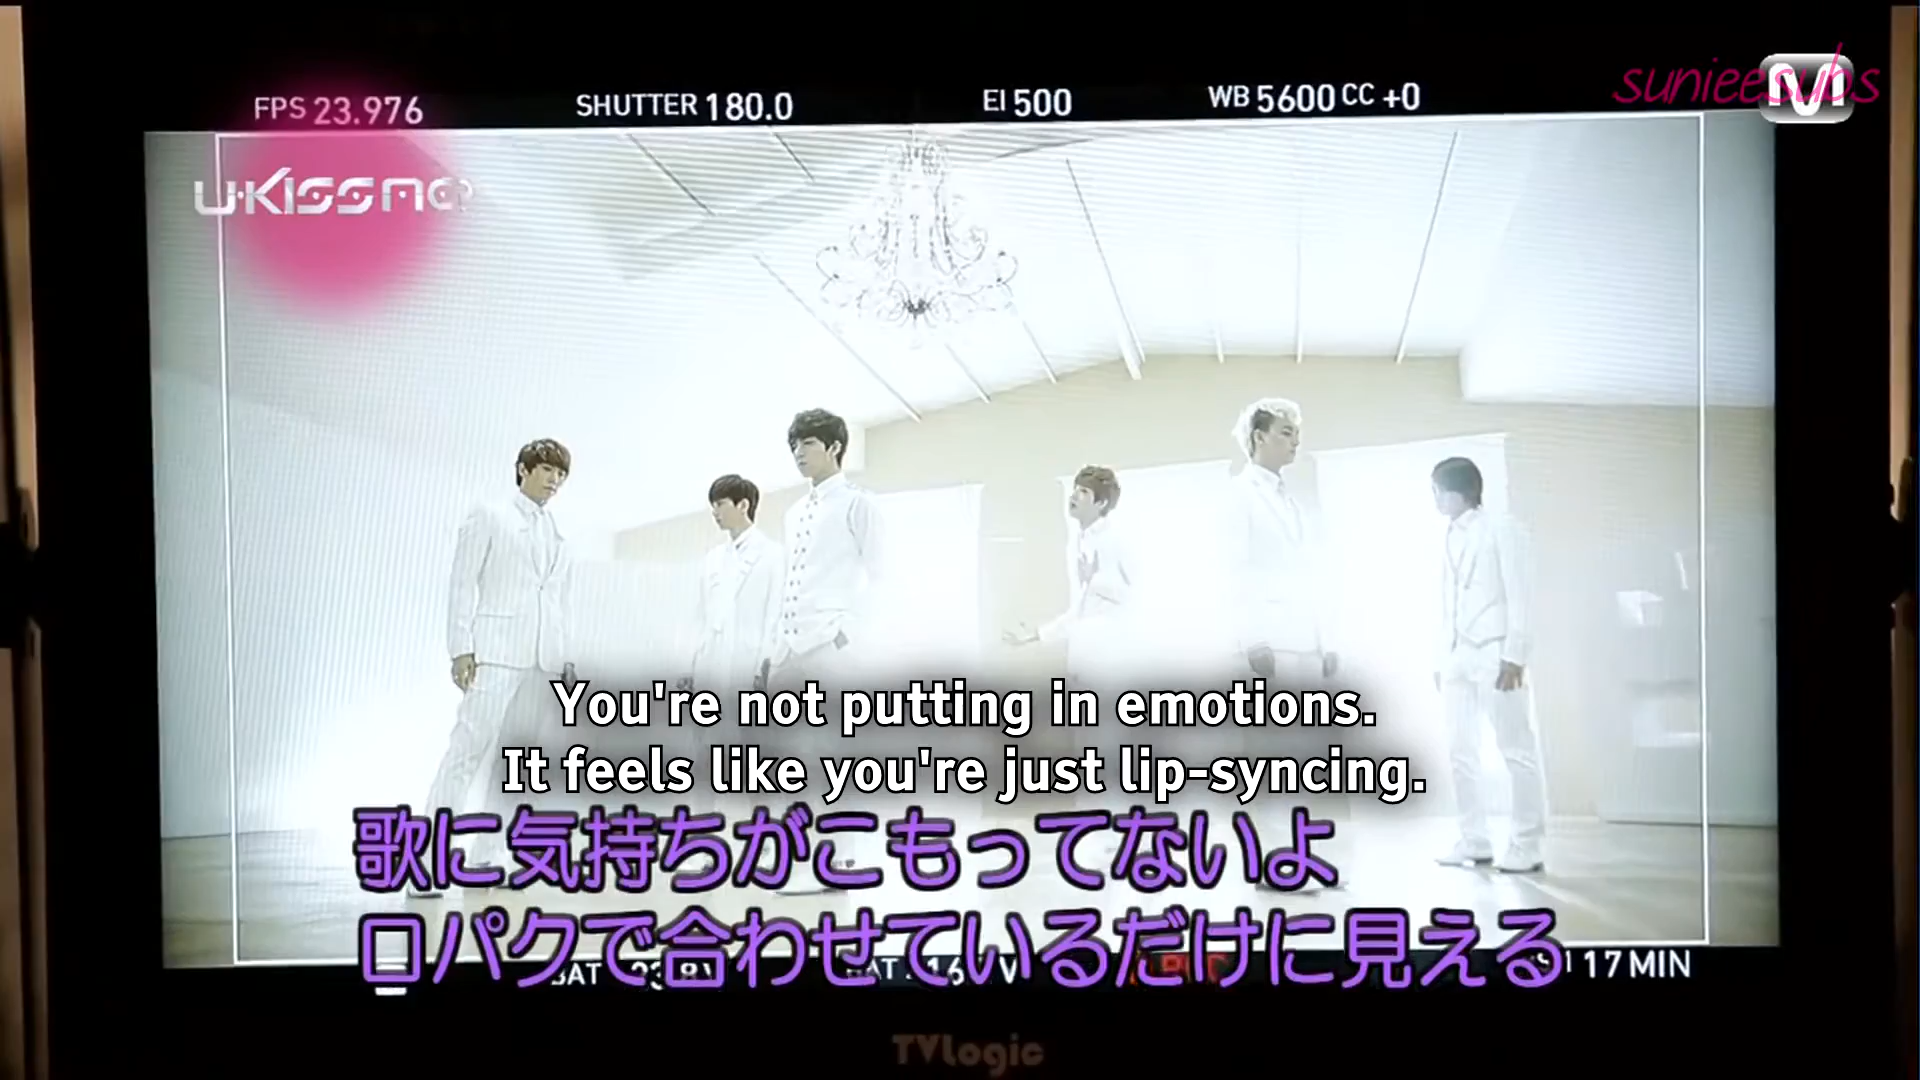 sunieesubs
M
FPS 23.976 SHUTTER 180.0 EI 500 WB 5600 CC +0
U-KISS me
You're not putting in emotions.
It feels like you're just lip-syncing.
歌に気持ちがこもってないよ
口パクで合わせているだけに見える
BAT
17 MIN
TVlogic